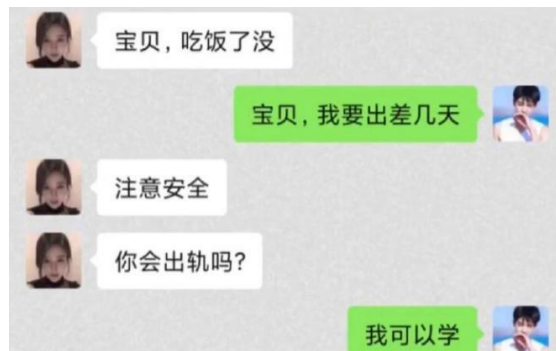 宝贝，吃饭了没
宝贝，我要出差几天
注意安全
你会出轨吗？
我可以学